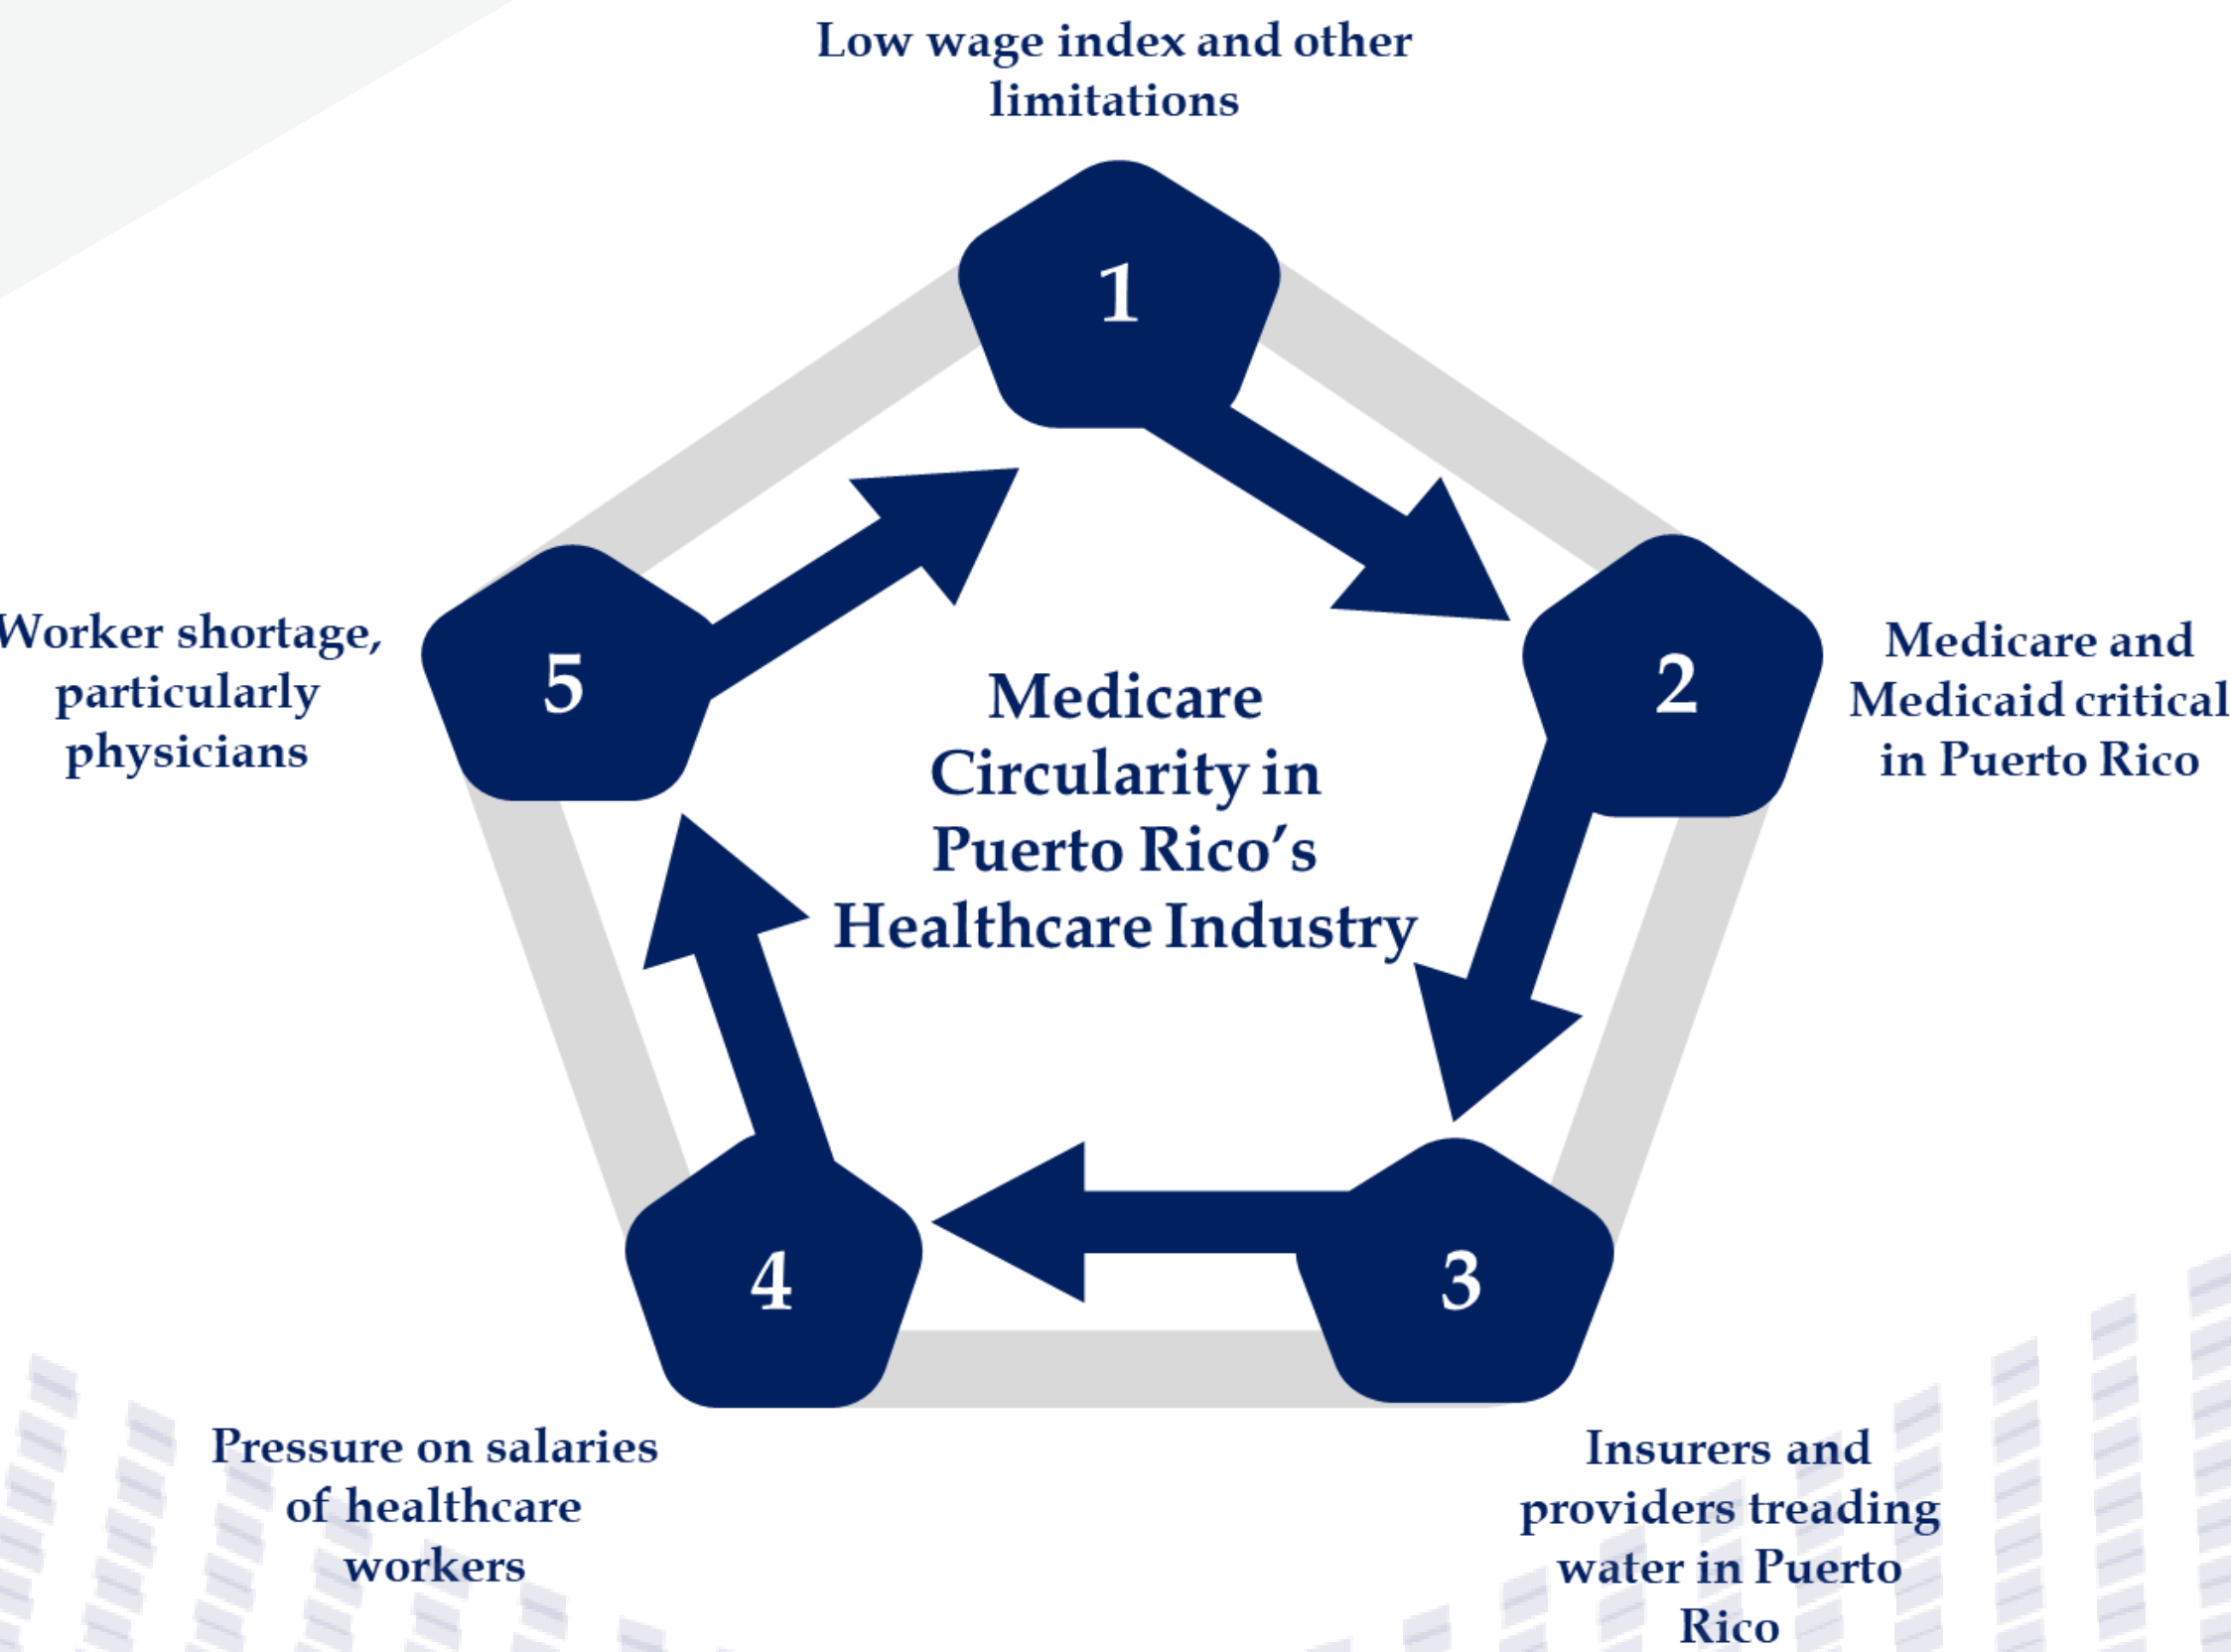 Low wage index and other
limitations
1
2
Medicare and
Medicaid critical
in Puerto Rico
3
Insurers and
providers treading
water in Puerto
Rico
4
Pressure on salaries
of healthcare
workers
5
Worker shortage,
particularly
physicians
Medicare
Circularity in
Puerto Rico’s
Healthcare Industry